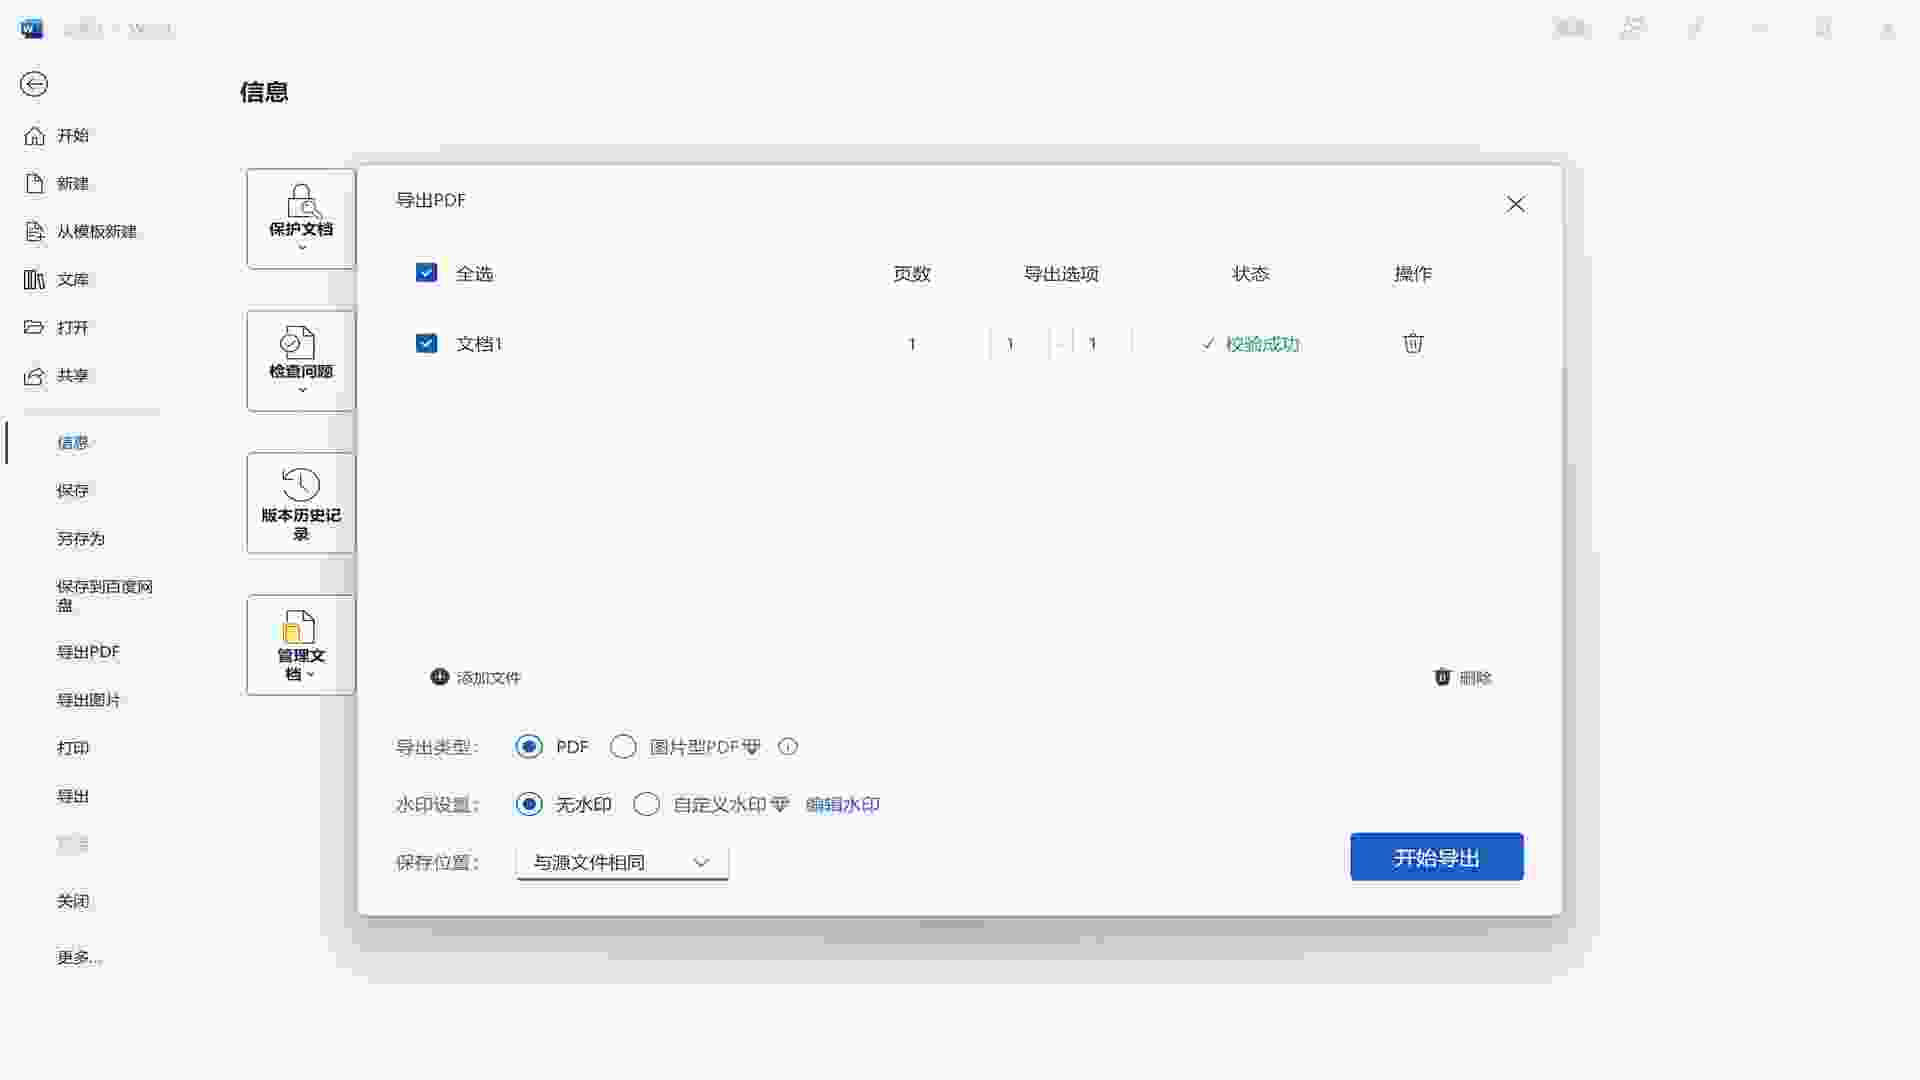 信息
开始
新建
从模板新建
文库
打开
共享
信息
保存
另存为
保存到百度网
盘
导出PDF
导出图片
打印
导出
关闭
更多...
保护文档
检查问题
版本历史记
录
管理文
档
导出PDF
全选 页数 导出选项 状态 操作
文档1 1 1 - 1 校验成功
添加文件 删除
导出类型: PDF 图片型PDF
水印设置: 无水印 自定义水印 编辑水印
保存位置: 与源文件相同
开始导出